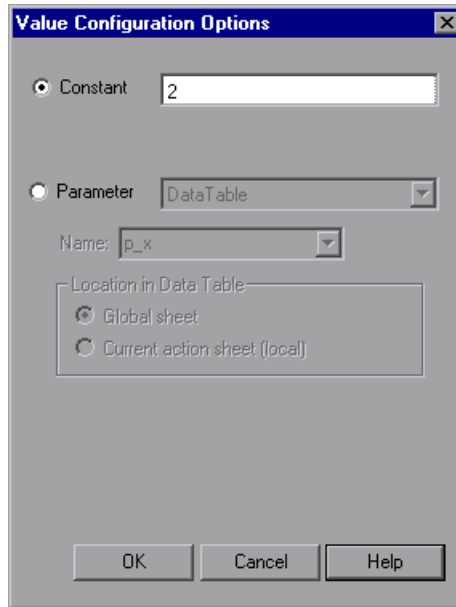 Value Configuration Options
Constant 2
Parameter DataTable
Name: p_x
Location in Data Table
Global sheet
Current action sheet (local)
OK Cancel Help